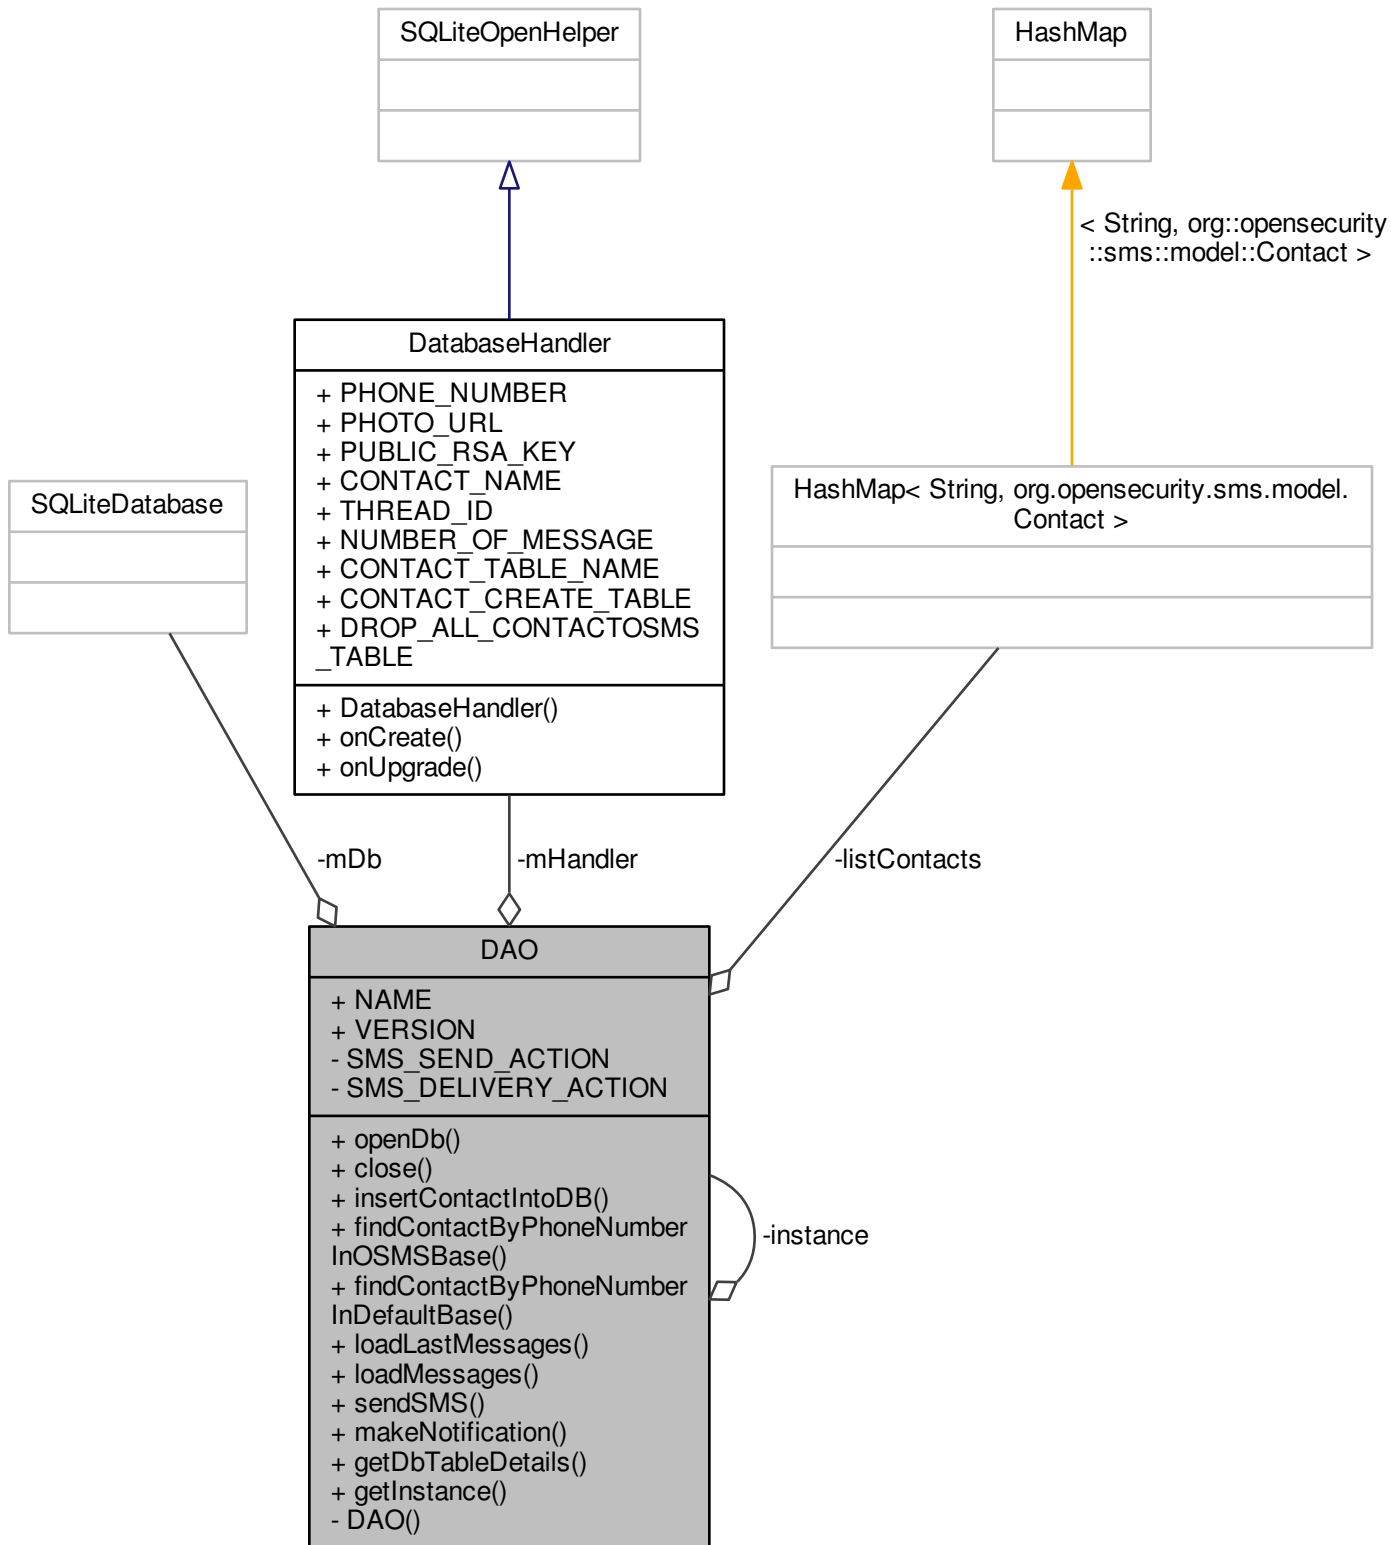 SQLiteOpenHelper
HashMap
< String, org::opensecurity
::sms::model::Contact >
DatabaseHandler
+ PHONE_NUMBER
+ PHOTO_URL
+ PUBLIC_RSA_KEY
+ CONTACT_NAME
+ THREAD_ID
+ NUMBER_OF_MESSAGE
+ CONTACT_TABLE_NAME
+ CONTACT_CREATE_TABLE
+ DROP_ALL_CONTACTOSMS
_TABLE
+ DatabaseHandler()
+ onCreate()
+ onUpgrade()
SQLiteDatabase
HashMap< String, org.opensecurity.sms.model.
Contact >
-mDb
-mHandler
-listContacts
DAO
+ NAME
+ VERSION
- SMS_SEND_ACTION
- SMS_DELIVERY_ACTION
+ openDb()
+ close()
+ insertContactIntoDB()
+ findContactByPhoneNumber
InOSMSBase()
+ findContactByPhoneNumber
InDefaultBase()
+ loadLastMessages()
+ loadMessages()
+ sendSMS()
+ makeNotification()
+ getDbTableDetails()
+ getInstance()
- DAO()
-instance